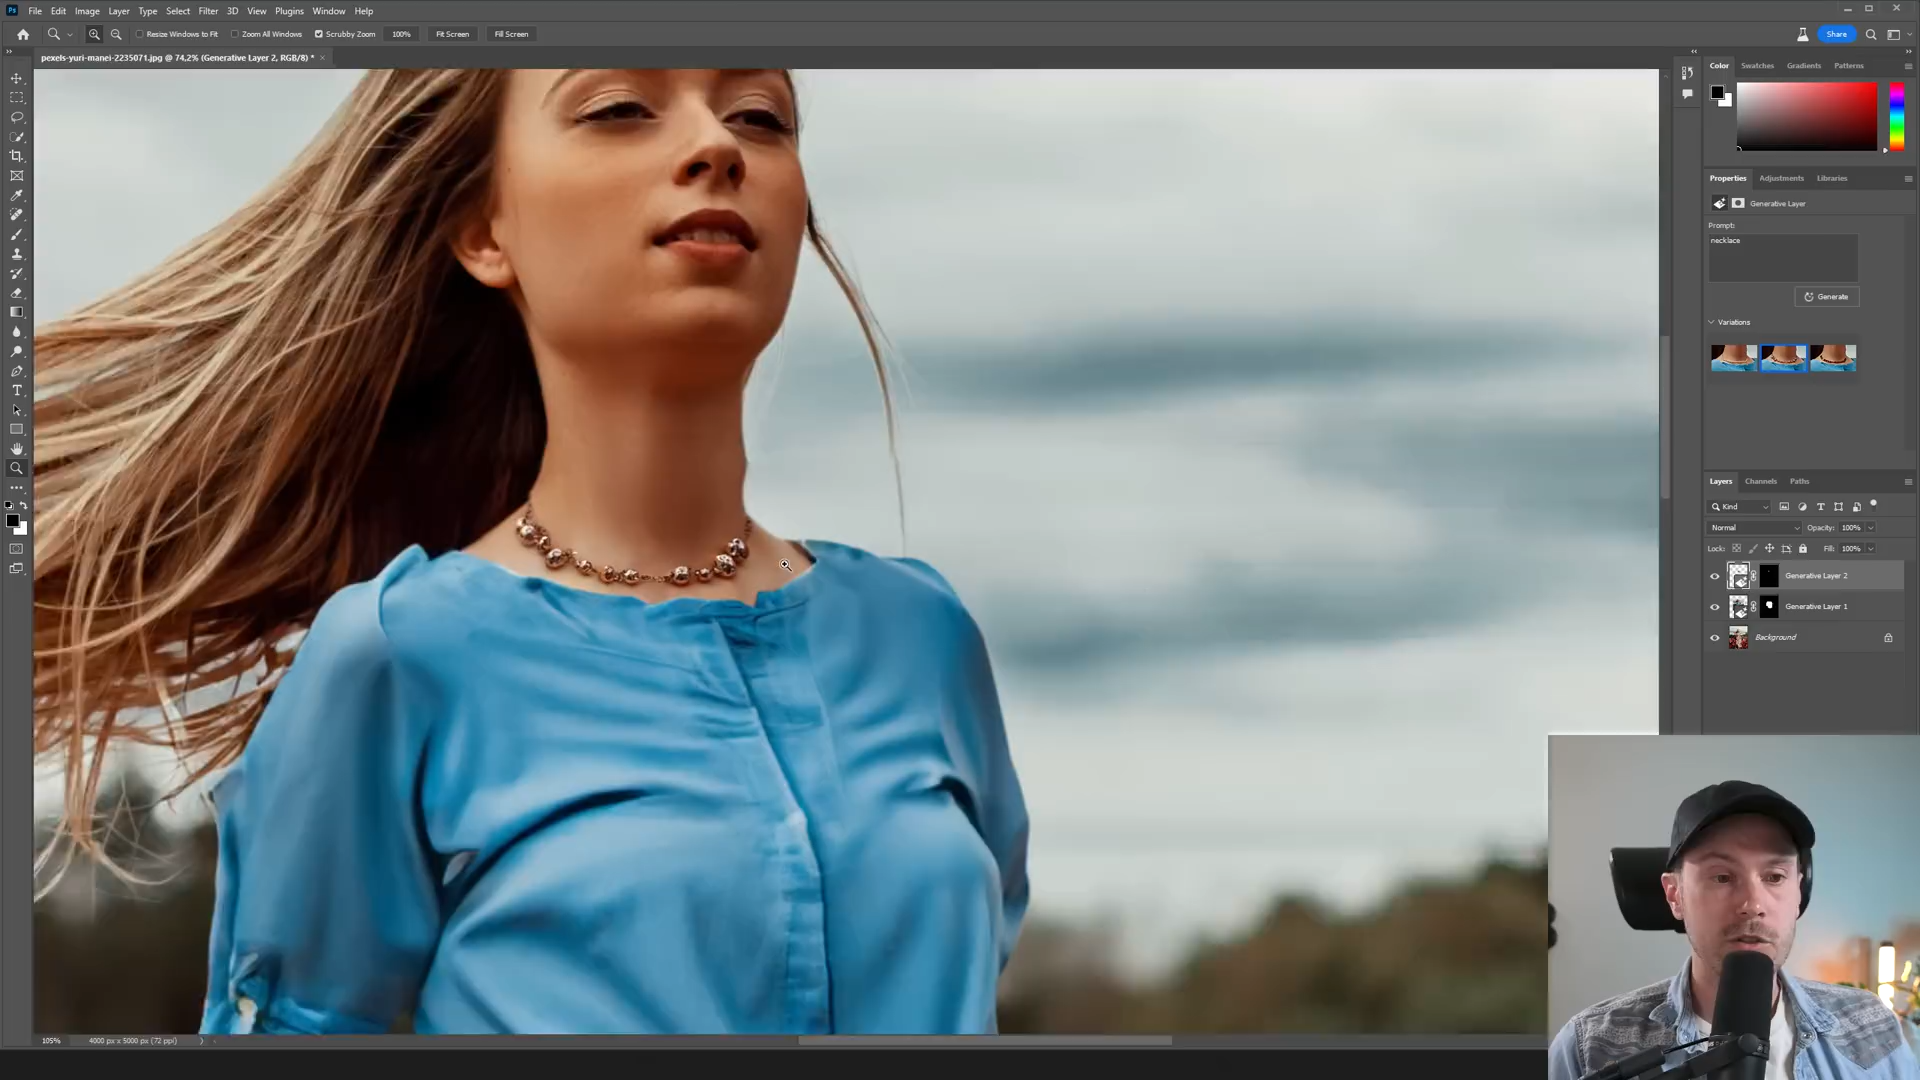 Ps File Edit Image Layer Type Select Filter 3D View Plugins Window Help
Resize Windows to Fit Zoom All Windows Scrubby Zoom 100% Fit Screen Fill Screen Share
pexels-yuri-manei-2235071.jpg @ 74,2% (Generative Layer 2, RGB/8) *
Color Swatches Gradients Patterns
Properties Adjustments Libraries
Generative Layer
Prompt:
necklace
Generate
Variations
Layers Channels Paths
Kind
Normal Opacity: 100%
Lock: Fill: 100%
Generative Layer 2
Generative Layer 1
Background
105% 4000 px x 5000 px (72 ppi)